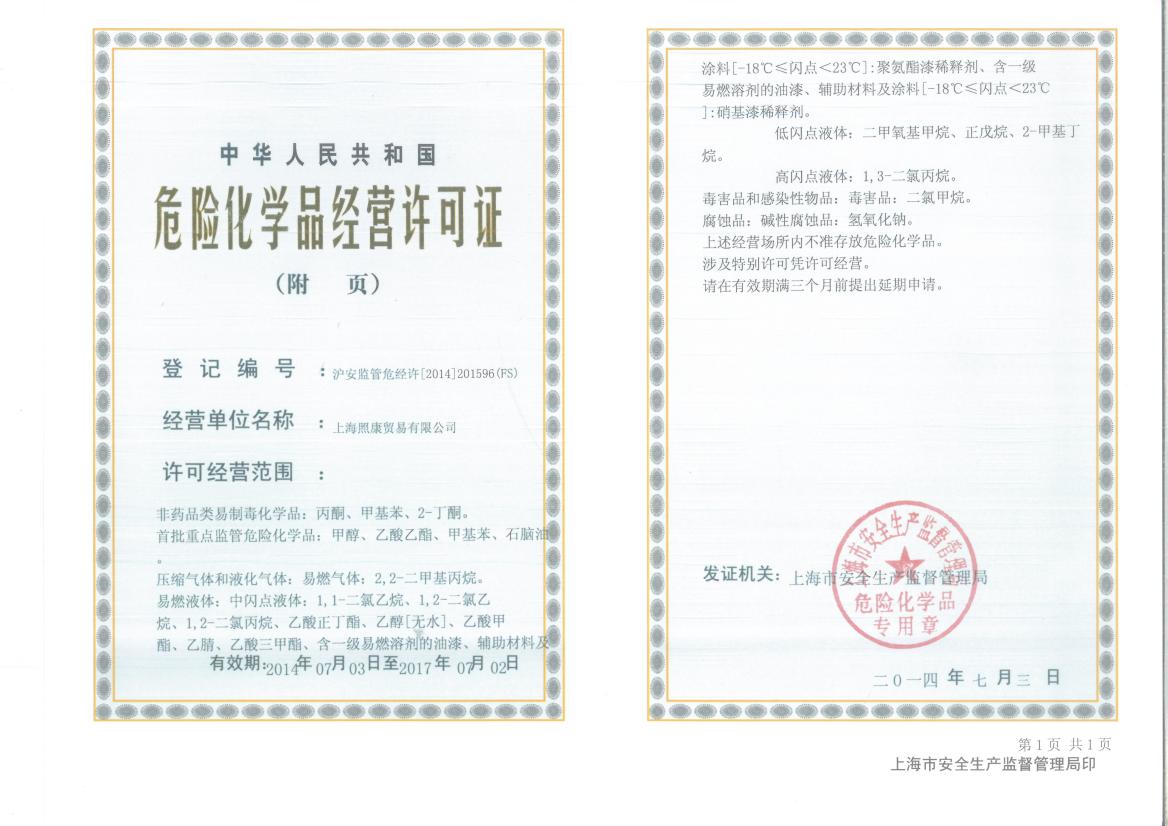 中华人民共和国
危险化学品经营许可证
（附 页）
登记编号：沪安监管危经许[2014]201596(FS)
经营单位名称：上海照康贸易有限公司
许可经营范围：
非药品类易制毒化学品：丙酮、甲基苯、2-丁酮。
首批重点监管危险化学品：甲醇、乙酸乙酯、甲基苯、石脑油
。
压缩气体和液化气体：易燃气体：2,2-二甲基丙烷。
易燃液体：中闪点液体：1,1-二氯乙烷、1,2-二氯乙
烷、1,2-二氯丙烷、乙酸正丁酯、乙醇[无水]、乙酸甲
酯、乙腈、乙酸三甲酯、含一级易燃溶剂的油漆、辅助材料及
有效期:2014年07月03日至2017年07月02日
涂料[-18℃≤闪点＜23℃]:聚氨酯漆稀释剂、含一级
易燃溶剂的油漆、辅助材料及涂料[-18℃≤闪点＜23℃
]:硝基漆稀释剂。
低闪点液体：二甲氧基甲烷、正戊烷、2-甲基丁
烷。
高闪点液体：1,3-二氯丙烷。
毒害品和感染性物品：毒害品：二氯甲烷。
腐蚀品：碱性腐蚀品：氢氧化钠。
上述经营场所内不准存放危险化学品。
涉及特别许可凭许可经营。
请在有效期满三个月前提出延期申请。
发证机关：上海市安全生产监督管理局
上海市安全生产监督管理局
危险化学品
专用章
二〇一四年七月三日
第1页 共1页
上海市安全生产监督管理局印